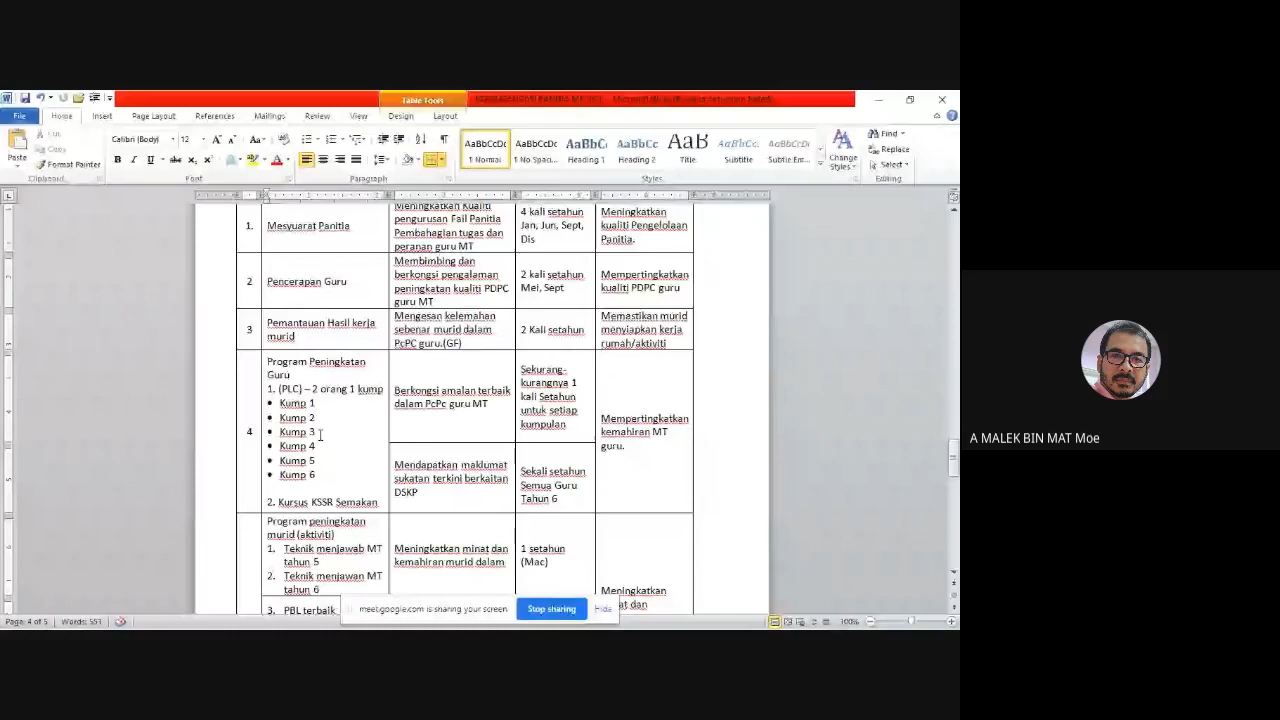 Table Tools
File Home Insert Page Layout References Mailings Review View Design Layout
Paste
Cut
Copy
Format Painter
Clipboard
Calibri (Body) 12
Font
Paragraph
AaBbCcDc AaBbCcDc AaBbC AaBbCc AaB AaBbCc. AaBbCcDc
1 Normal 1 No Spaci... Heading 1 Heading 2 Title Subtitle Subtle Em...
Change Styles
Styles
Find
Replace
Select
Editing
1. Mesyuarat Panitia
Meningkatkan Kualiti
pengurusan Fail Panitia
Pembahagian tugas dan
peranan guru MT
4 kali setahun
Jan, Jun, Sept,
Dis
Meningkatkan
kualiti Pengelolaan
Panitia.
2 Pencerapan Guru
Membimbing dan
berkongsi pengalaman
peningkatan kualiti PDPC
guru MT
2 kali setahun
Mei, Sept
Mempertingkatkan
kualiti PDPC guru
3 Pemantauan Hasil kerja
murid
Mengesan kelemahan
sebenar murid dalam
PcPC guru.(GF)
2 Kali setahun
Memastikan murid
menyiapkan kerja
rumah/aktiviti
4
Program Peningkatan
Guru
1. (PLC) – 2 orang 1 kump
• Kump 1
• Kump 2
• Kump 3
• Kump 4
• Kump 5
• Kump 6
2. Kursus KSSR Semakan
Berkongsi amalan terbaik
dalam PcPc guru MT
Sekurang-
kurangnya 1
kali Setahun
untuk setiap
kumpulan
Mempertingkatkan
kemahiran MT
guru.
Mendapatkan maklumat
sukatan terkini berkaitan
DSKP
Sekali setahun
Semua Guru
Tahun 6
Program peningkatan
murid (aktiviti)
1. Teknik menjawab MT
tahun 5
2. Teknik menjawan MT
tahun 6
3. PBL terbaik
Meningkatkan minat dan
kemahiran murid dalam
1 setahun
(Mac)
Meningkatkan
at dan
meet.google.com is sharing your screen. Stop sharing Hide
Page: 4 of 5 Words: 551 100%
A MALEK BIN MAT Moe